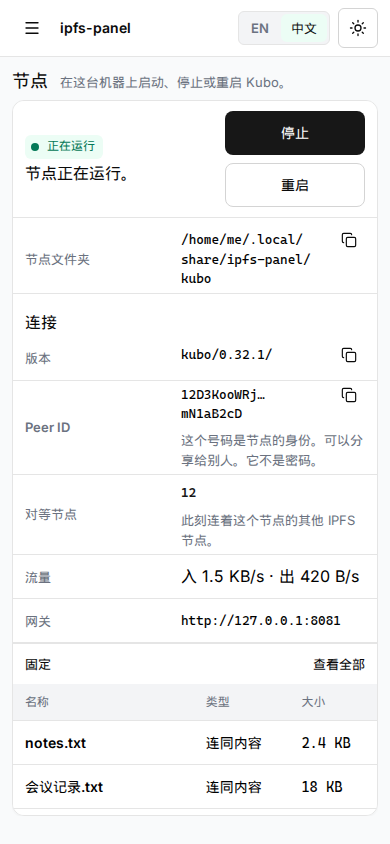 ipfs-panel
EN 中文
节点 在这台机器上启动、停止或重启 Kubo。
正在运行
节点正在运行。
停止
重启
节点文件夹
/home/me/.local/
share/ipfs-panel/
kubo
连接
版本
kubo/0.32.1/
Peer ID
12D3KooWRj…
mN1aB2cD
这个号码是节点的身份。可以分
享给别人。它不是密码。
对等节点
12
此刻连着这个节点的其他 IPFS
节点。
流量
入 1.5 KB/s · 出 420 B/s
网关
http://127.0.0.1:8081
固定 查看全部
名称 类型 大小
notes.txt 连同内容 2.4 KB
会议记录.txt 连同内容 18 KB